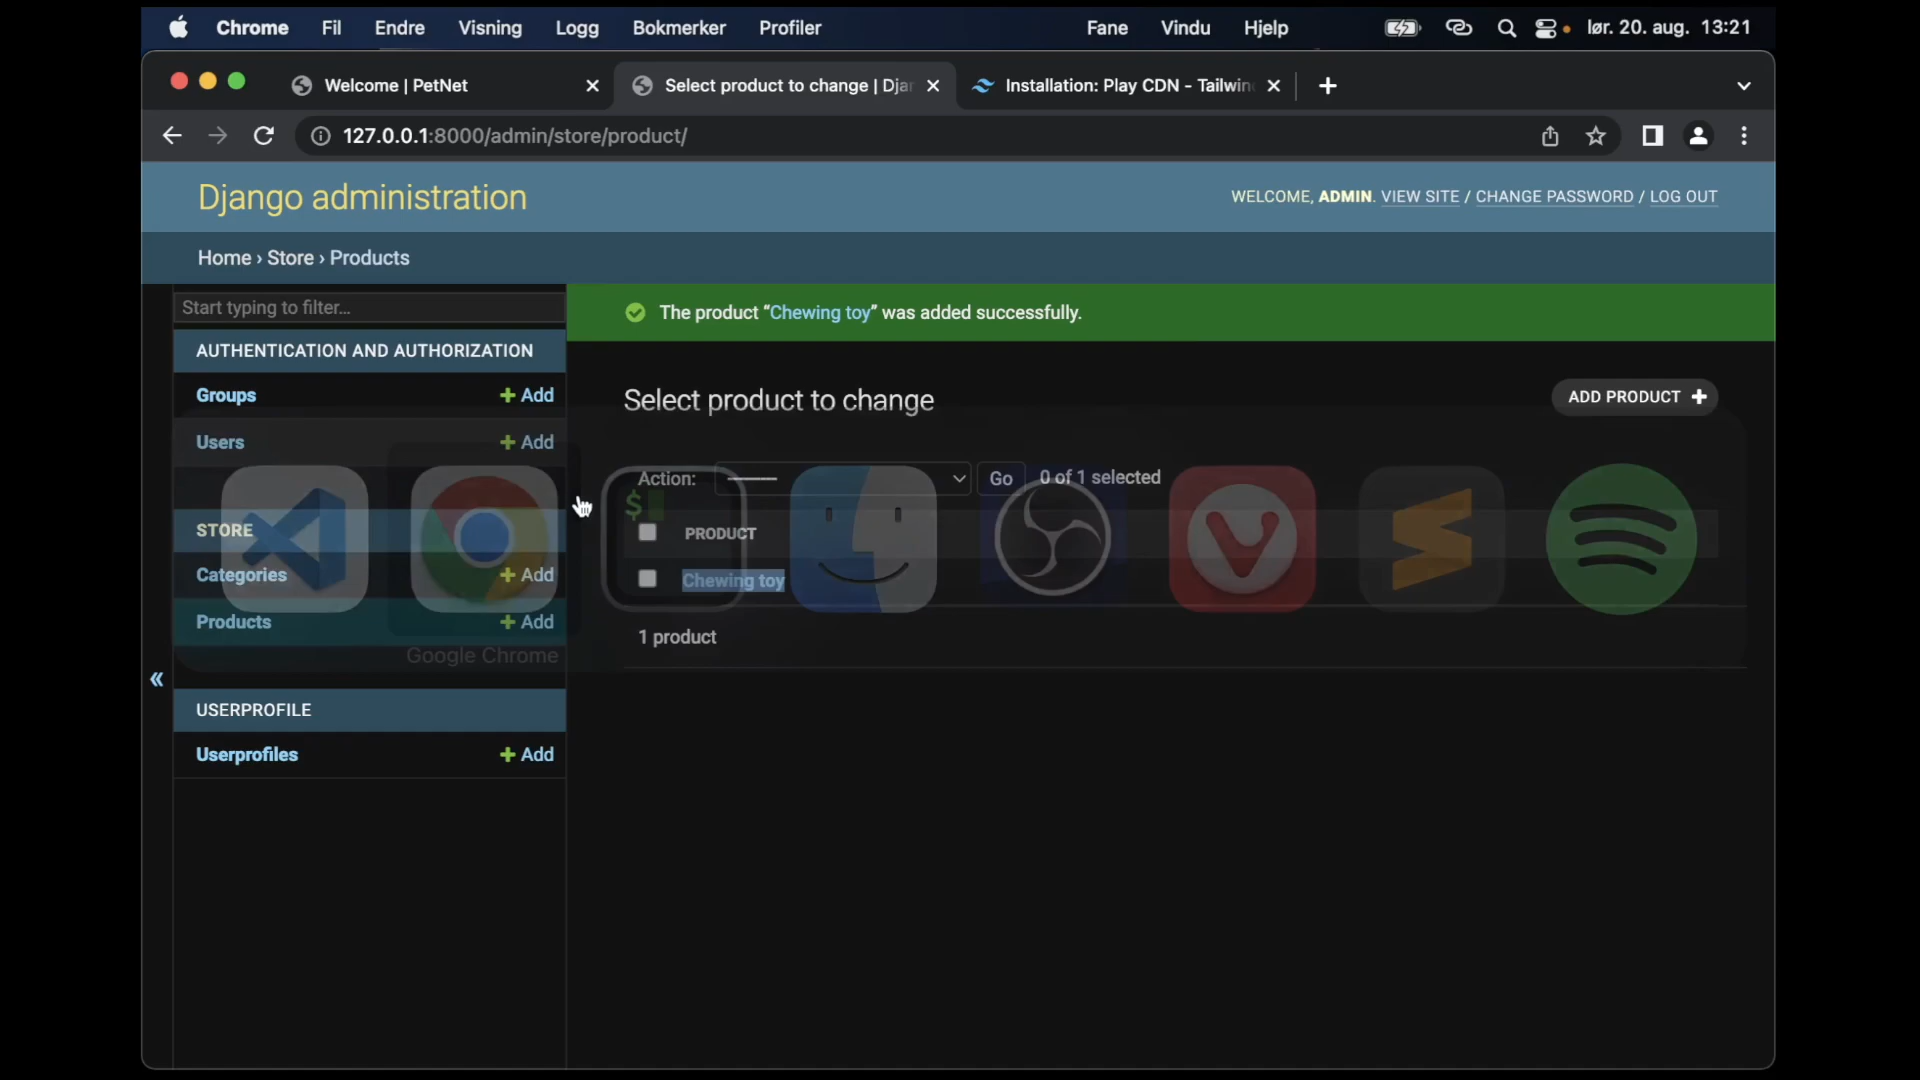 Chrome Fil Endre Visning Logg Bokmerker Profiler Fane Vindu Hjelp lør. 20. aug. 13:21
Welcome | PetNet
Select product to change | Djan
Installation: Play CDN - Tailwin
127.0.0.1:8000/admin/store/product/
Django administration
WELCOME, ADMIN. VIEW SITE / CHANGE PASSWORD / LOG OUT
Home › Store › Products
Start typing to filter...
The product “Chewing toy” was added successfully.
AUTHENTICATION AND AUTHORIZATION
Groups + Add
Users + Add
Select product to change
ADD PRODUCT +
Action: --------- Go 0 of 1 selected
$
STORE
PRODUCT
Categories + Add
Chewing toy
Products + Add
1 product
Google Chrome
«
USERPROFILE
Userprofiles + Add